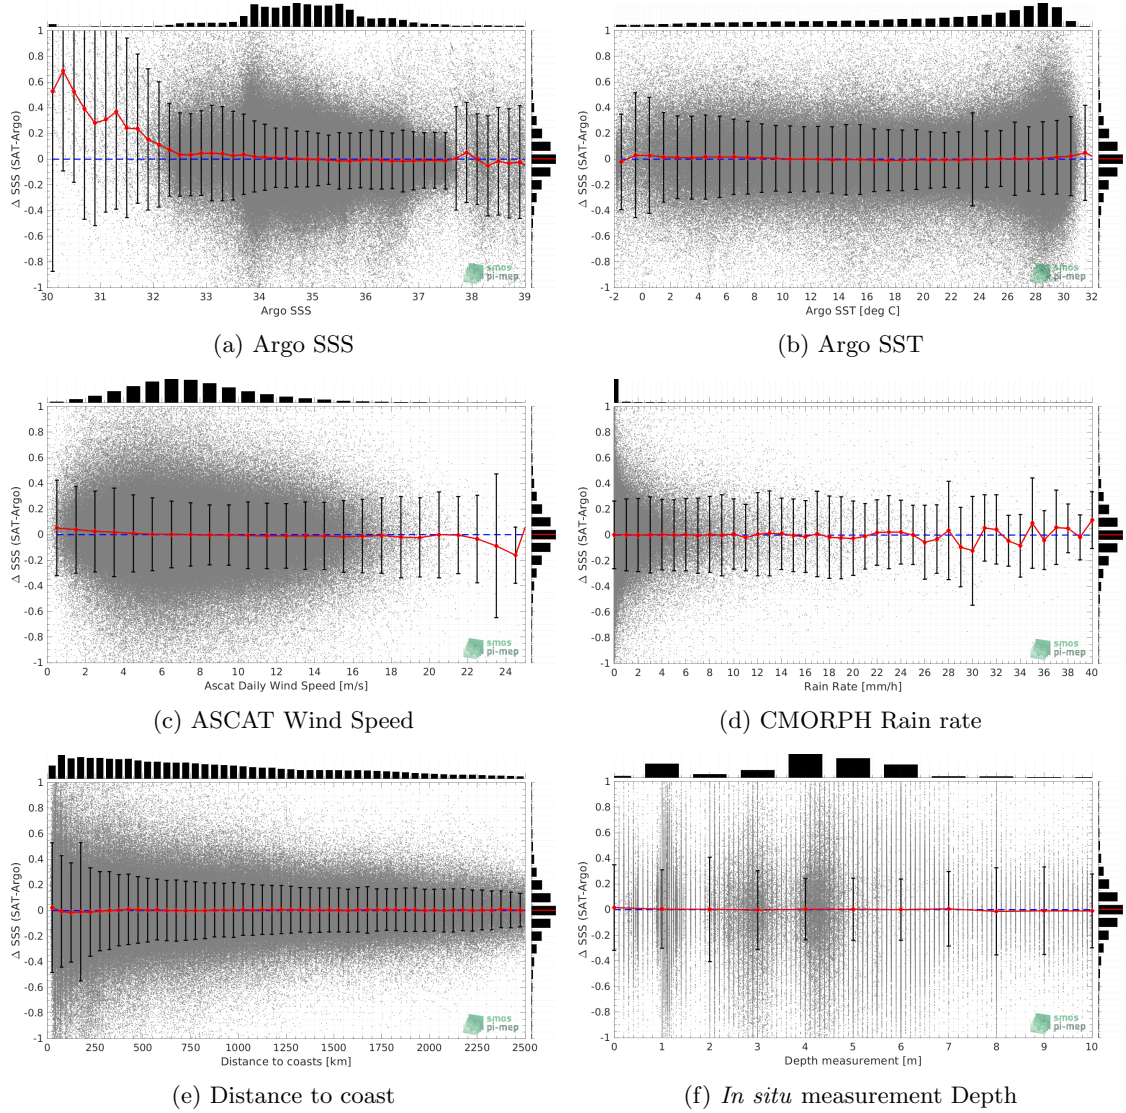 1
0.8
0.6
0.4
0.2
0
-0.2
-0.4
-0.6
-0.8
-1
Δ SSS (SAT-Argo)
30 31 32 33 34 35 36 37 38 39
Argo SSS
smos
pi-mep
(a) Argo SSS
1
0.8
0.6
0.4
0.2
0
-0.2
-0.4
-0.6
-0.8
-1
Δ SSS (SAT-Argo)
-2 0 2 4 6 8 10 12 14 16 18 20 22 24 26 28 30 32
Argo SST [deg C]
smos
pi-mep
(b) Argo SST
1
0.8
0.6
0.4
0.2
0
-0.2
-0.4
-0.6
-0.8
-1
Δ SSS (SAT-Argo)
0 2 4 6 8 10 12 14 16 18 20 22 24
Ascat Daily Wind Speed [m/s]
smos
pi-mep
(c) ASCAT Wind Speed
1
0.8
0.6
0.4
0.2
0
-0.2
-0.4
-0.6
-0.8
-1
Δ SSS (SAT-Argo)
0 2 4 6 8 10 12 14 16 18 20 22 24 26 28 30 32 34 36 38 40
Rain Rate [mm/h]
smos
pi-mep
(d) CMORPH Rain rate
1
0.8
0.6
0.4
0.2
0
-0.2
-0.4
-0.6
-0.8
-1
Δ SSS (SAT-Argo)
0 250 500 750 1000 1250 1500 1750 2000 2250 2500
Distance to coasts [km]
smos
pi-mep
(e) Distance to coast
1
0.8
0.6
0.4
0.2
0
-0.2
-0.4
-0.6
-0.8
-1
Δ SSS (SAT-Argo)
0 1 2 3 4 5 6 7 8 9 10
Depth measurement [m]
smos
pi-mep
(f) In situ measurement Depth